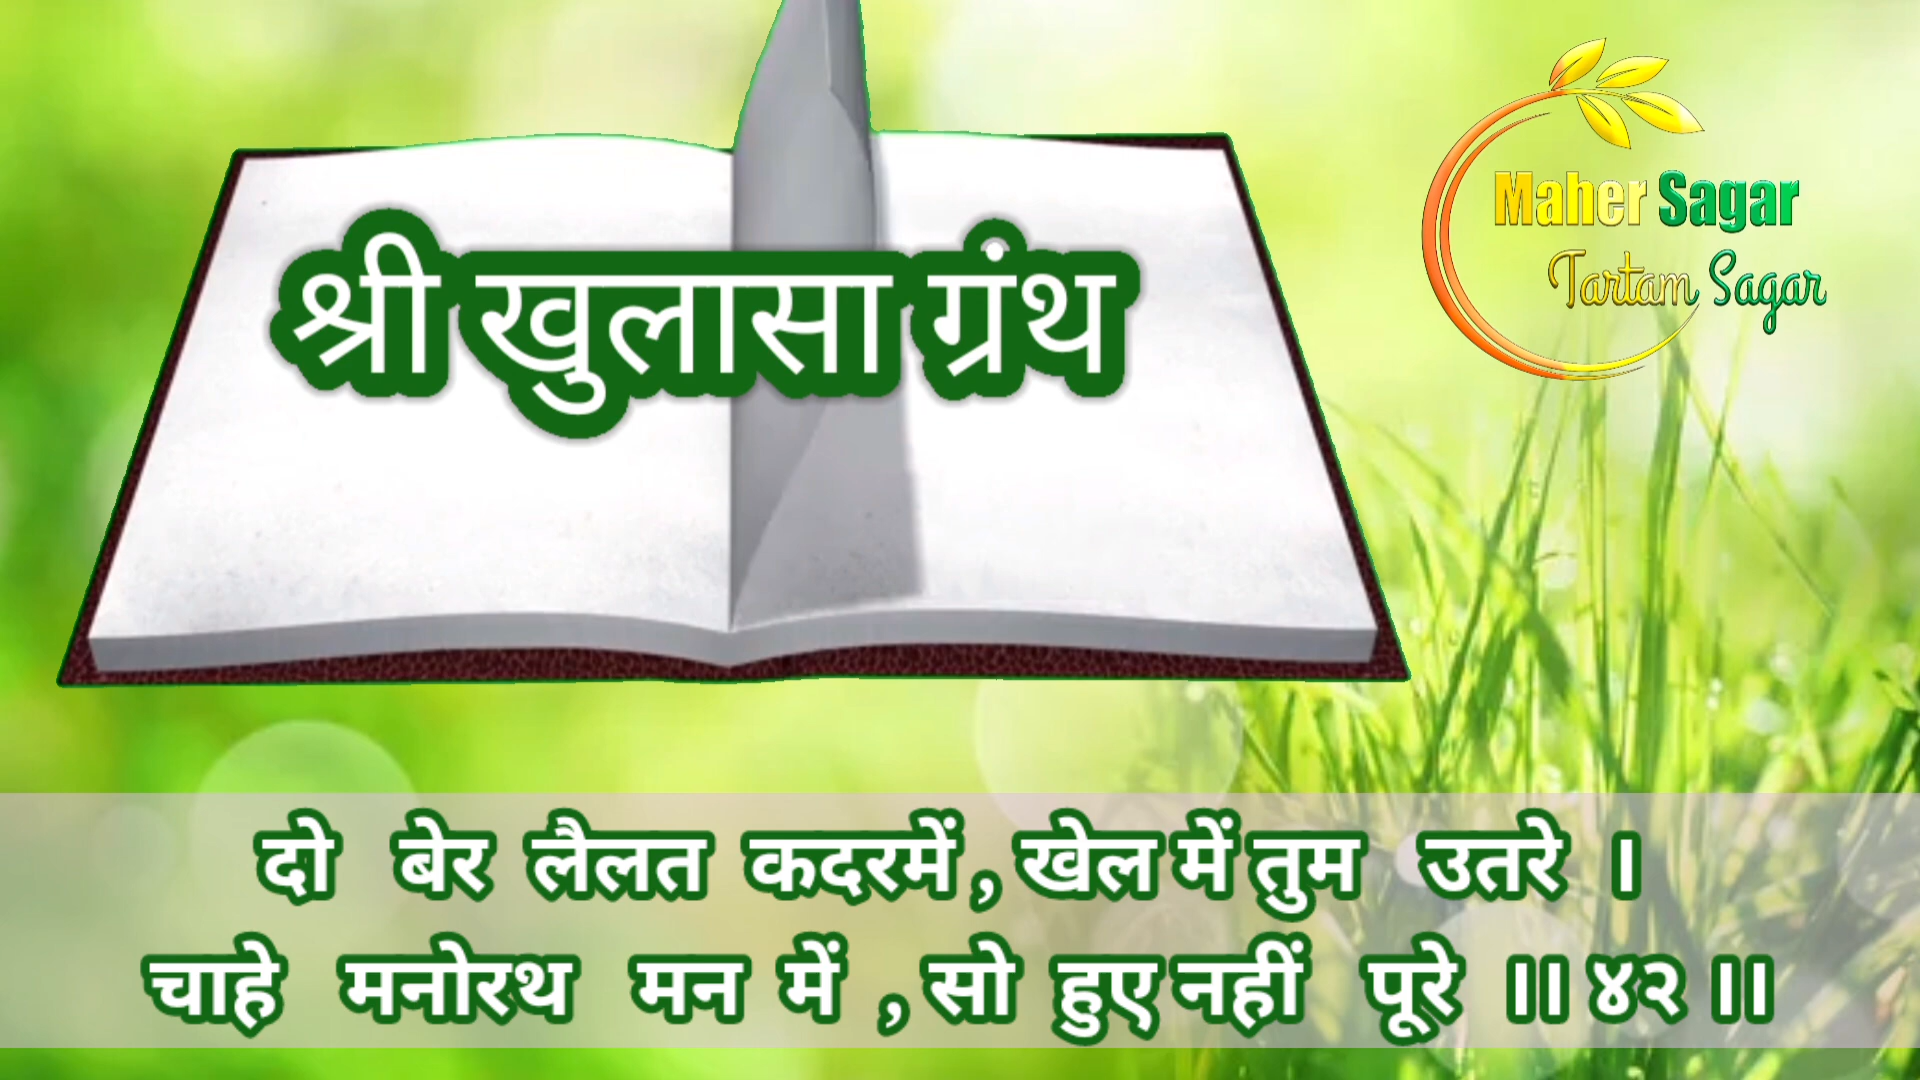 श्री खुलासा ग्रंथ
Maher Sagar
Tartam Sagar
दो बेर लैलत कदरमें , खेल में तुम उतरे ।
चाहे मनोरथ मन में , सो हुए नहीं पूरे ।। ४२ ।।